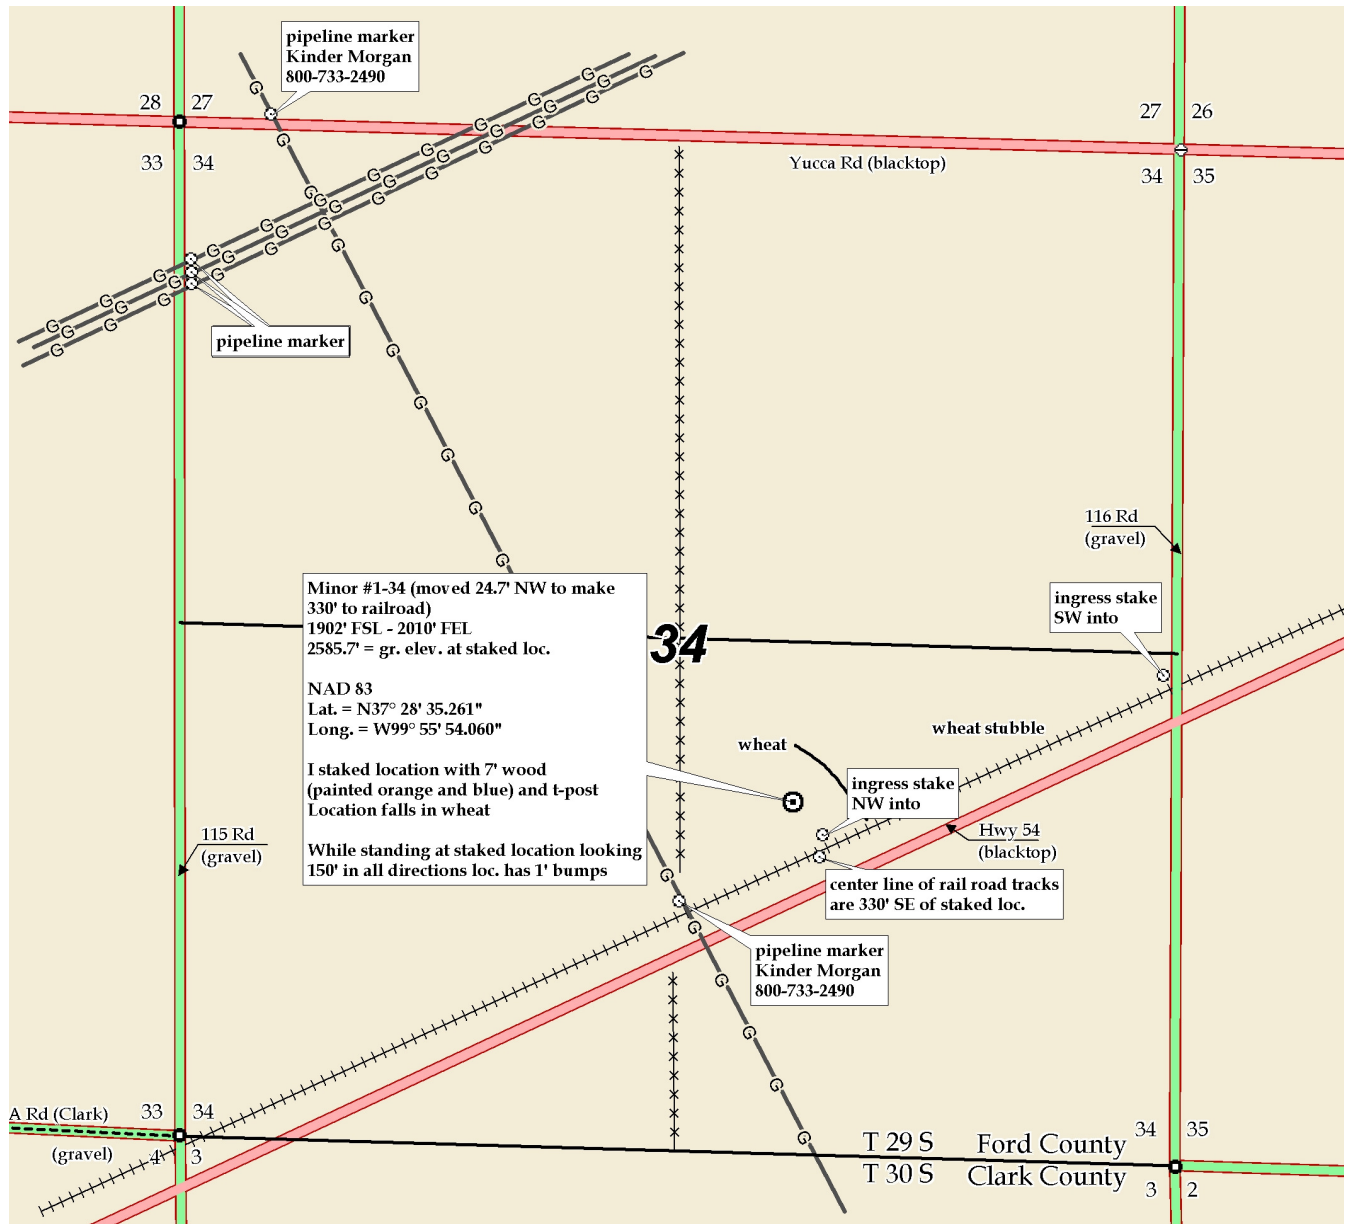 pipeline marker
Kinder Morgan
800-733-2490
28 27
33 34
27 26
34 35
Yucca Rd (blacktop)
G G G G G G G G G G
G G G G G G G G G G G
G G G G G G G G G G G
G G G G G G G G G G
pipeline marker
116 Rd
(gravel)
ingress stake
SW into
Minor #1-34 (moved 24.7' NW to make
330' to railroad)
1902' FSL - 2010' FEL
2585.7' = gr. elev. at staked loc.
NAD 83
Lat. = N37° 28' 35.261"
Long. = W99° 55' 54.060"
I staked location with 7' wood
(painted orange and blue) and t-post
Location falls in wheat
While standing at staked location looking
150' in all directions loc. has 1' bumps
34
wheat stubble
wheat
ingress stake
NW into
Hwy 54
(blacktop)
115 Rd
(gravel)
center line of rail road tracks
are 330' SE of staked loc.
G G G G G G
pipeline marker
Kinder Morgan
800-733-2490
A Rd (Clark)
(gravel)
33 34
4 3
T 29 S Ford County
T 30 S Clark County
34 35
3 2